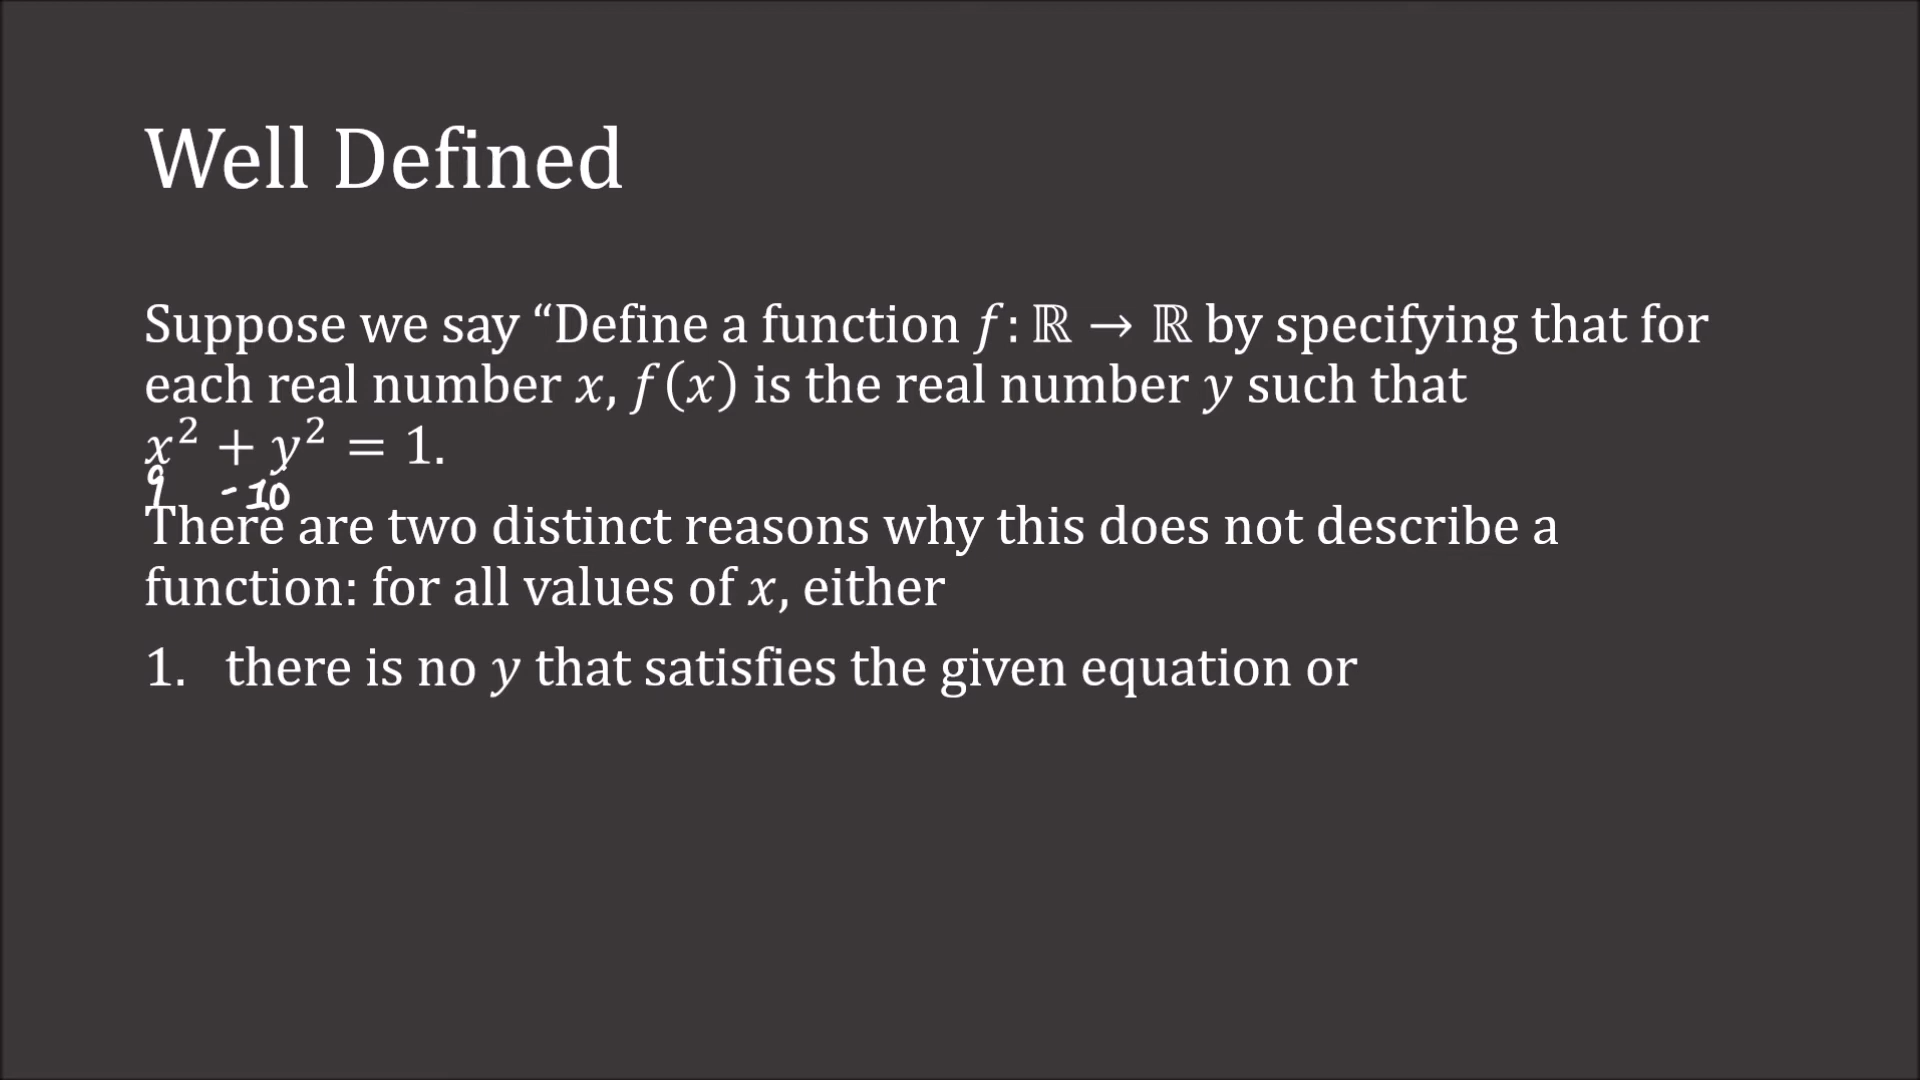 Well Defined
Suppose we say “Define a function f: ℝ → ℝ by specifying that for
each real number x, f(x) is the real number y such that
x² + y² = 1.
9 -10
There are two distinct reasons why this does not describe a
function: for all values of x, either
1. there is no y that satisfies the given equation or